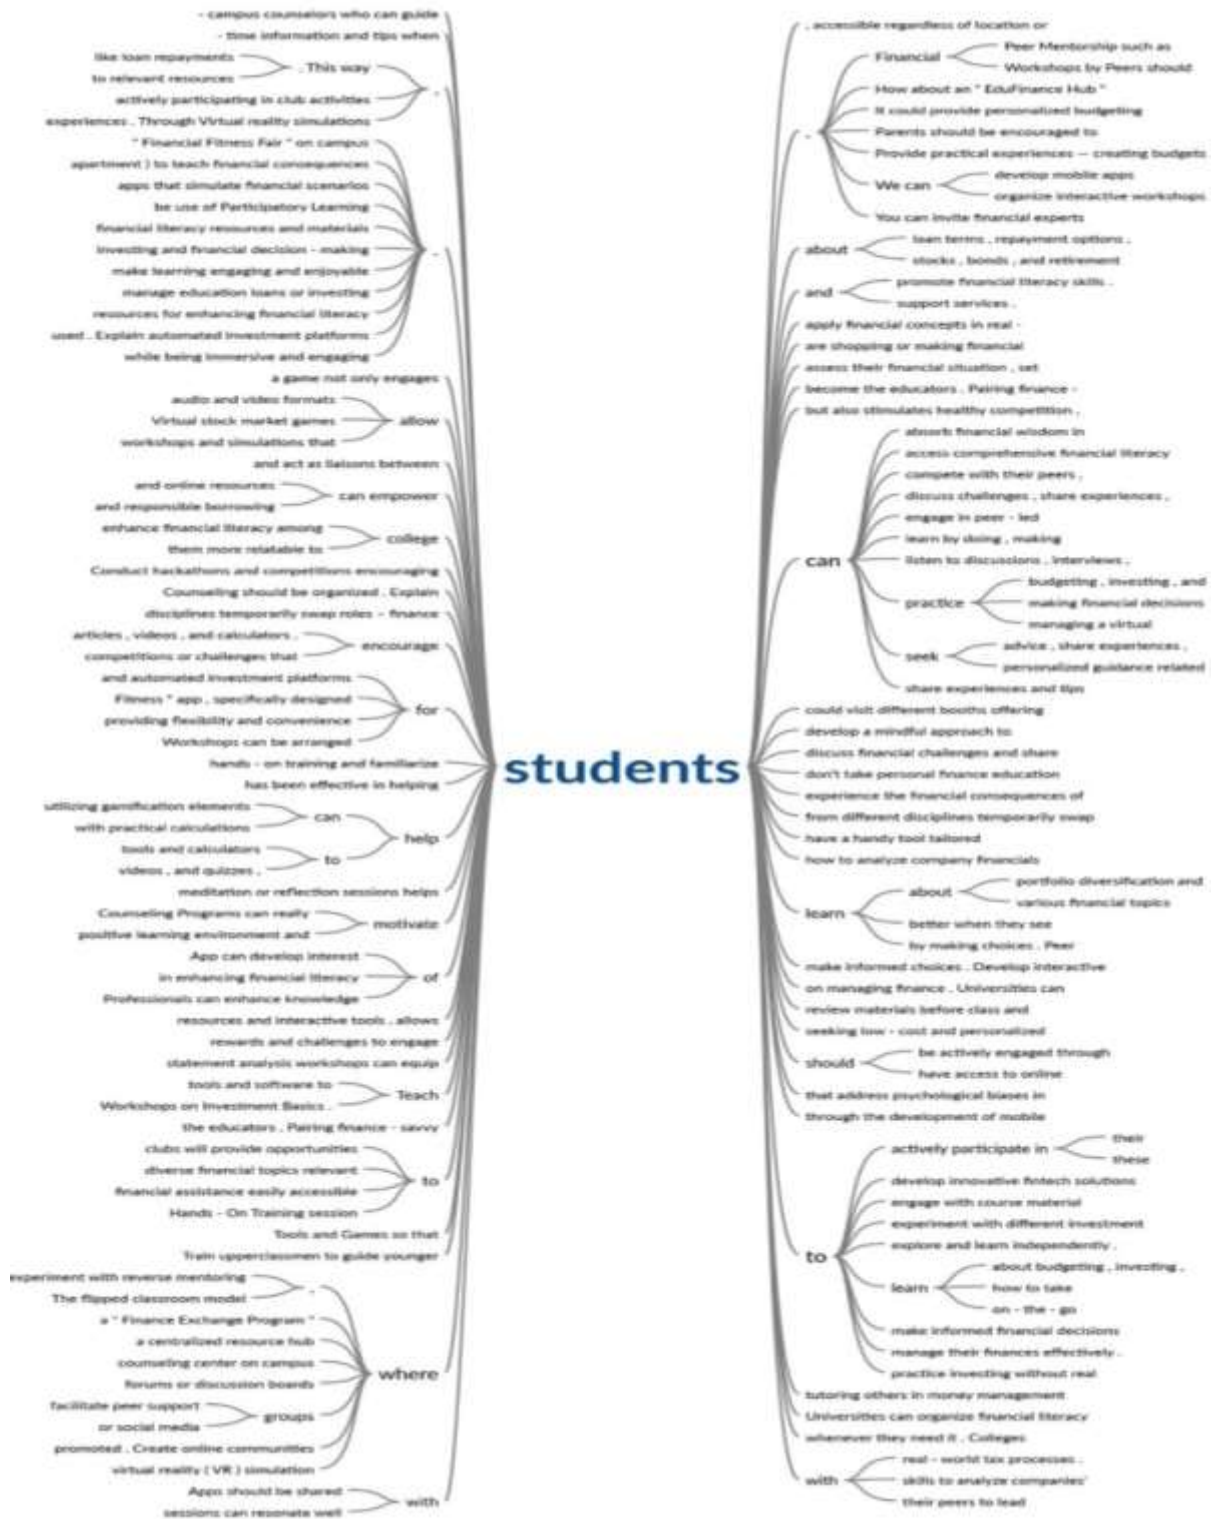 - campus counselors who can guide
- time information and tips when
like loan repayments
to relevant resources
. This way
actively participating in club activities
experiences . Through Virtual reality simulations
,
" Financial Fitness Fair " on campus
apartment ) to teach financial consequences
apps that simulate financial scenarios
be use of Participatory Learning
financial literacy resources and materials
investing and financial decision - making
make learning engaging and enjoyable
manage education loans or investing
resources for enhancing financial literacy
used . Explain automated investment platforms
while being immersive and engaging
.
a game not only engages
audio and video formats
Virtual stock market games
workshops and simulations that
allow
and act as liaisons between
and online resources
and responsible borrowing
can empower
enhance financial literacy among
them more relatable to
college
Conduct hackathons and competitions encouraging
Counseling should be organized . Explain
disciplines temporarily swap roles – finance
articles , videos , and calculators ,
competitions or challenges that
encourage
and automated investment platforms
Fitness " app , specifically designed
providing flexibility and convenience
Workshops can be arranged
for
hands - on training and familiarize
has been effective in helping
utilizing gamification elements
with practical calculations
can
tools and calculators
videos , and quizzes ,
to
help
meditation or reflection sessions helps
Counseling Programs can really
positive learning environment and
motivate
App can develop interest
in enhancing financial literacy
Professionals can enhance knowledge
of
resources and interactive tools , allows
rewards and challenges to engage
statement analysis workshops can equip
tools and software to
Workshops on Investment Basics .
Teach
the educators . Pairing finance - savvy
clubs will provide opportunities
diverse financial topics relevant
financial assistance easily accessible
Hands - On Training session
to
Tools and Games so that
Train upperclassmen to guide younger
experiment with reverse mentoring
The flipped classroom model
,
a " Finance Exchange Program "
a centralized resource hub
counseling center on campus
forums or discussion boards
facilitate peer support
or social media
groups
promoted . Create online communities
virtual reality ( VR ) simulation
where
Apps should be shared
sessions can resonate well
with
students
, accessible regardless of location or
.
Financial
Peer Mentorship such as
Workshops by Peers should
How about an " EduFinance Hub "
It could provide personalized budgeting
Parents should be encouraged to
Provide practical experiences — creating budgets
We can
develop mobile apps
organize interactive workshops
You can invite financial experts
about
loan terms , repayment options ,
stocks , bonds , and retirement
and
promote financial literacy skills .
support services .
apply financial concepts in real -
are shopping or making financial
assess their financial situation , set
become the educators . Pairing finance -
but also stimulates healthy competition ,
can
absorb financial wisdom in
access comprehensive financial literacy
compete with their peers ,
discuss challenges , share experiences ,
engage in peer - led
learn by doing , making
listen to discussions , interviews ,
practice
budgeting , investing , and
making financial decisions
managing a virtual
seek
advice , share experiences ,
personalized guidance related
share experiences and tips
could visit different booths offering
develop a mindful approach to
discuss financial challenges and share
don't take personal finance education
experience the financial consequences of
from different disciplines temporarily swap
have a handy tool tailored
how to analyze company financials
learn
about
portfolio diversification and
various financial topics
better when they see
by making choices . Peer
make informed choices . Develop interactive
on managing finance . Universities can
review materials before class and
seeking low - cost and personalized
should
be actively engaged through
have access to online
that address psychological biases in
through the development of mobile
to
actively participate in
their
these
develop innovative fintech solutions
engage with course material
experiment with different investment
explore and learn independently .
learn
about budgeting , investing ,
how to take
on - the - go
make informed financial decisions
manage their finances effectively .
practice investing without real
tutoring others in money management
Universities can organize financial literacy
whenever they need it . Colleges
with
real - world tax processes .
skills to analyze companies'
their peers to lead